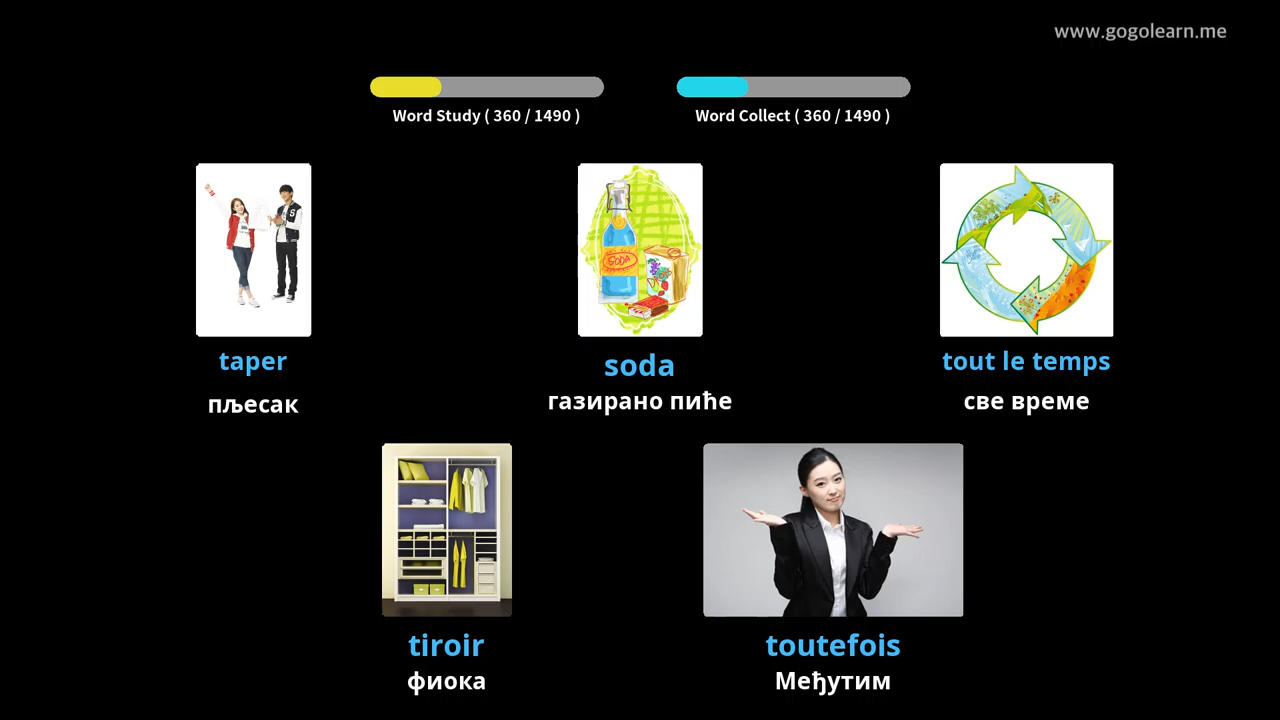 www.gogolearn.me
Word Study ( 360 / 1490 )
Word Collect ( 360 / 1490 )
SODA
taper
soda
tout le temps
пљесак
газирано пиће
све време
tiroir
toutefois
фиока
Међутим